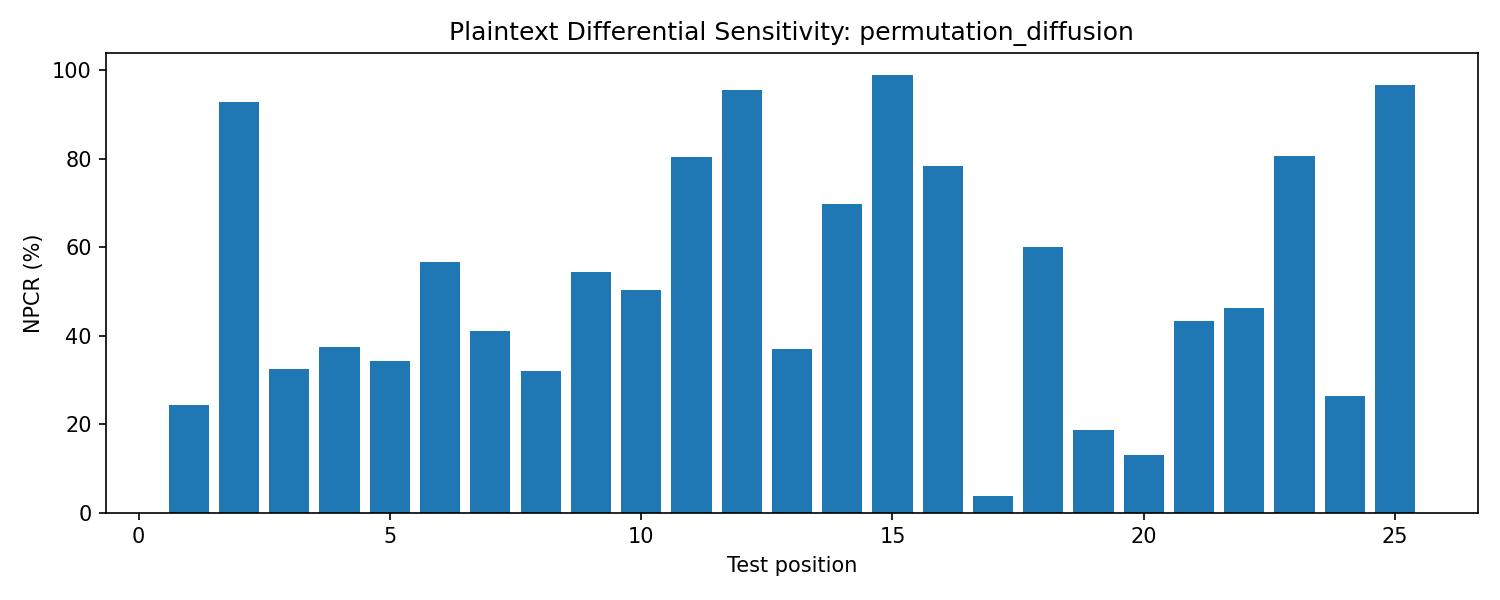 Plaintext Differential Sensitivity: permutation_diffusion
100
80
60
40
20
0
NPCR (%)
0 5 10 15 20 25
Test position